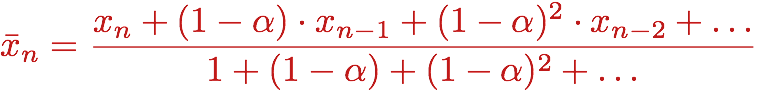 x̄ₙ = (xₙ + (1 − α) · xₙ₋₁ + (1 − α)² · xₙ₋₂ + …) / (1 + (1 − α) + (1 − α)² + …)